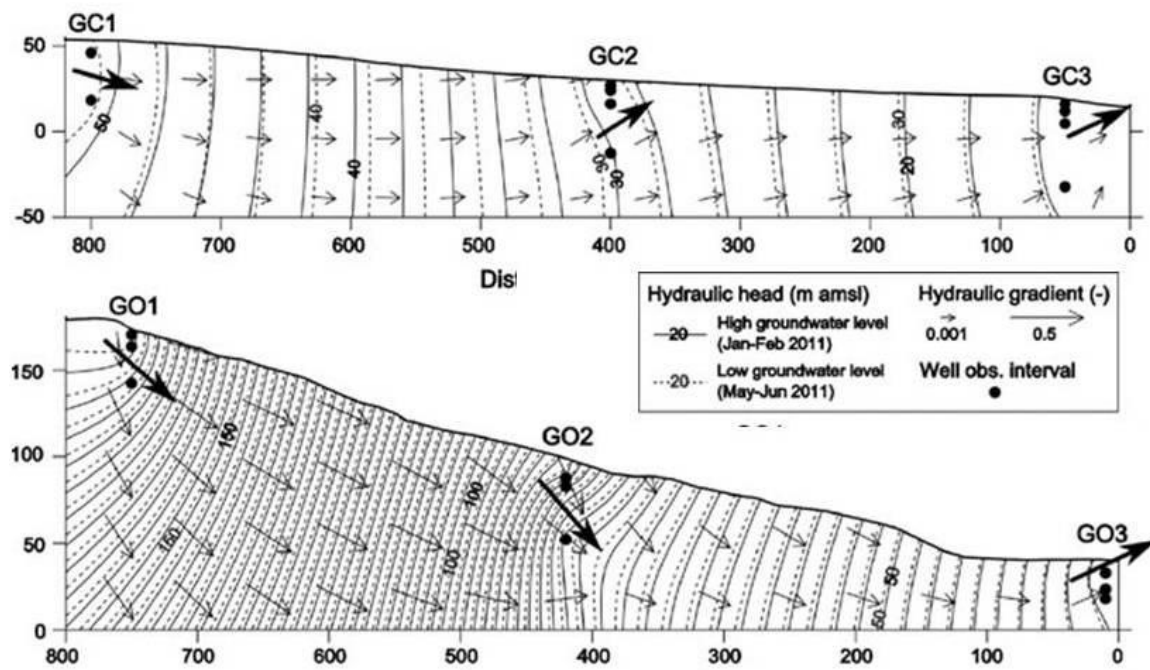 GC1
GC2
GC3
50
0
-50
50
40
40
30
30
30
20
800 700 600 500 400 300 200 100 0
Dist
Hydraulic head (m amsl)
20 High groundwater level
(Jan-Feb 2011)
20 Low groundwater level
(May-Jun 2011)
Hydraulic gradient (-)
0.001 0.5
Well obs. interval
GO1
GO2
GO3
150
100
50
0
150
150
100
100
50
50
800 700 600 500 400 300 200 100 0